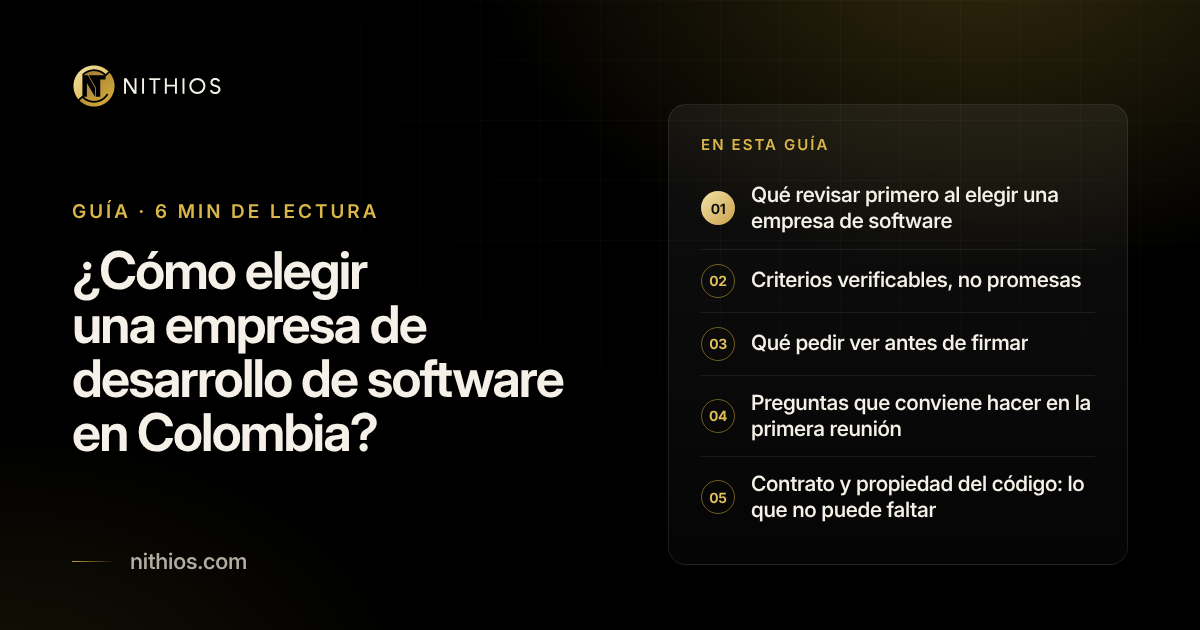 NITHIOS
GUÍA · 6 MIN DE LECTURA
¿Cómo elegir
una empresa de
desarrollo de software
en Colombia?
nithios.com
EN ESTA GUÍA
01
Qué revisar primero al elegir una
empresa de software
02
Criterios verificables, no promesas
03
Qué pedir ver antes de firmar
04
Preguntas que conviene hacer en la
primera reunión
05
Contrato y propiedad del código: lo
que no puede faltar